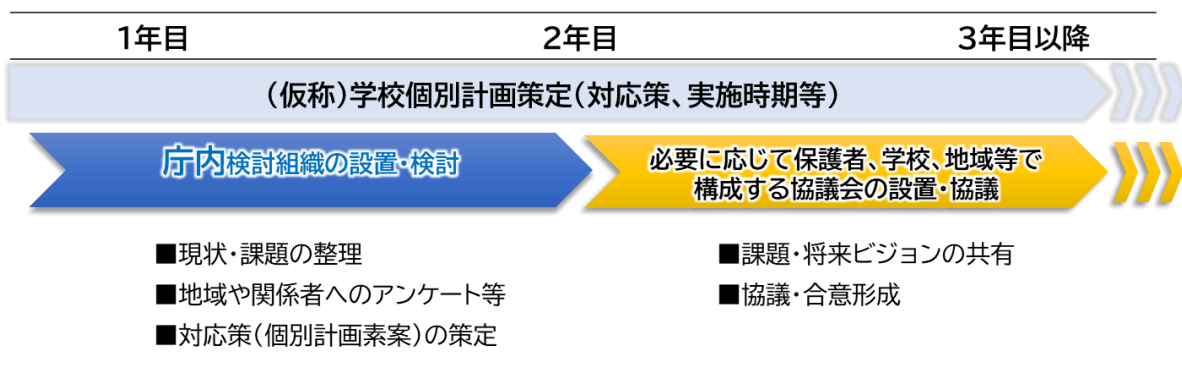 1年目 2年目 3年目以降
(仮称)学校個別計画策定(対応策、実施時期等)
庁内検討組織の設置・検討
必要に応じて保護者、学校、地域等で
構成する協議会の設置・協議
■現状・課題の整理
■地域や関係者へのアンケート等
■対応策(個別計画素案)の策定
■課題・将来ビジョンの共有
■協議・合意形成